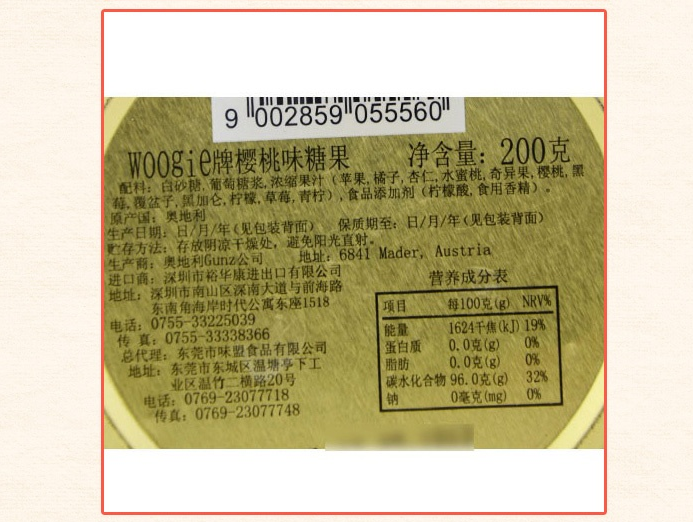 9 002859 055560
woogie牌樱桃味糖果 净含量: 200克
配料: 白砂糖, 葡萄糖浆, 浓缩果汁 (苹果, 橘子, 杏仁, 水蜜桃, 奇异果, 樱桃, 黑
莓, 覆盆子, 黑加仑, 柠檬, 草莓, 青柠) , 食品添加剂 (柠檬酸, 食用香精) 。
原产国: 奥地利
生产日期: 日/月/年(见包装背面) 保质期至: 日/月/年(见包装背面)
贮存方法: 存放阴凉干燥处, 避免阳光直射。
生产商: 奥地利Gunz公司 地址: 6841 Mader, Austria
进口商: 深圳市裕华康进出口有限公司
地址: 深圳市南山区深南大道与前海路
东南角海岸时代公寓东座1518
电话: 0755-33225039
传 真: 0755-33338366
总代理: 东莞市味盟食品有限公司
地址: 东莞市东城区温塘亭下工
业区温竹二横路20号
电话: 0769-23077718
传真: 0769-23077748
营养成分表
项目 每100克(g) NRV%
能量 1624千焦(kJ) 19%
蛋白质 0.0克(g) 0%
脂肪 0.0克(g) 0%
碳水化合物 96.0克(g) 32%
钠 0毫克(mg) 0%